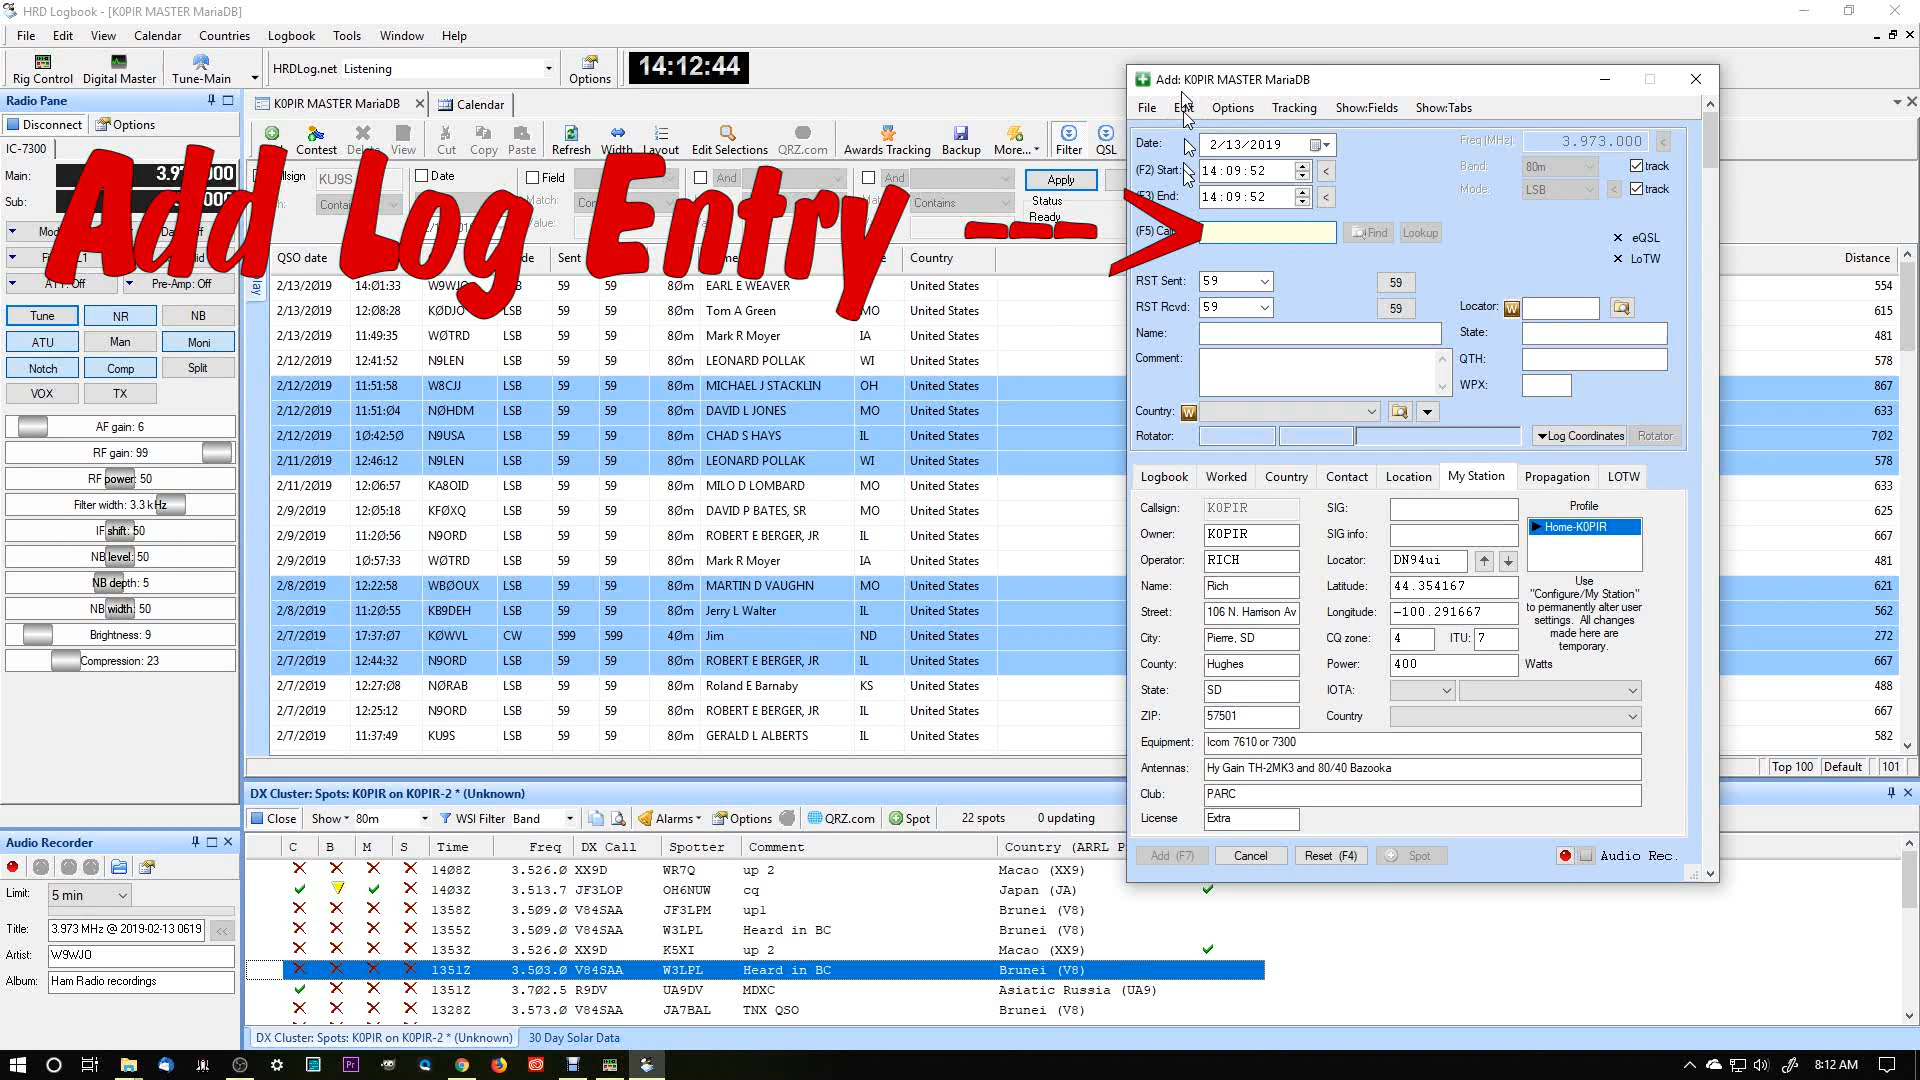 HRD Logbook - [K0PIR MASTER MariaDB]
File Edit View Calendar Countries Logbook Tools Window Help
Rig Control Digital Master Tune-Main HRDLog.net Listening Options 14:12:44
Radio Pane
Disconnect Options
IC-7300
Main:
Sub:
ATT: Off Pre-Amp: Off
Tune NR NB
ATU Man Moni
Notch Comp Split
VOX TX
AF gain: 6
RF gain: 99
RF power: 50
Filter width: 3.3 kHz
IF shift: 50
NB level: 50
NB depth: 5
NB width: 50
Brightness: 9
Compression: 23
Audio Recorder
Limit: 5 min
Title: 3.973 MHz @ 2019-02-13 0619 <<
Artist: W9WJO
Album: Ham Radio recordings
K0PIR MASTER MariaDB Calendar
Contest Delete View Cut Copy Paste Refresh Width Layout Edit Selections QRZ.com Awards Tracking Backup More... Filter QSL
KU9S Date Field And And Apply
Match: Contains Status
Value: Ready
Add Log Entry --->
QSO date Sent Country Distance
2/13/2019 14:01:33 W9WJO LSB 59 59 80m EARL E WEAVER United States 554
2/13/2019 12:08:28 KØDJO LSB 59 59 80m Tom A Green MO United States 615
2/13/2019 11:49:35 WØTRD LSB 59 59 80m Mark R Moyer IA United States 481
2/12/2019 12:41:52 N9LEN LSB 59 59 80m LEONARD POLLAK WI United States 578
2/12/2019 11:51:58 W8CJJ LSB 59 59 80m MICHAEL J STACKLIN OH United States 867
2/12/2019 11:51:04 NØHDM LSB 59 59 80m DAVID L JONES MO United States 633
2/12/2019 10:42:50 N9USA LSB 59 59 80m CHAD S HAYS IL United States 702
2/11/2019 12:46:12 N9LEN LSB 59 59 80m LEONARD POLLAK WI United States 578
2/11/2019 12:06:57 KA8OID LSB 59 59 80m MILO D LOMBARD MO United States 633
2/9/2019 12:05:18 KFØXQ LSB 59 59 80m DAVID P BATES, SR MO United States 625
2/9/2019 11:20:56 N9ORD LSB 59 59 80m ROBERT E BERGER, JR IL United States 667
2/9/2019 10:57:33 WØTRD LSB 59 59 80m Mark R Moyer IA United States 481
2/8/2019 12:22:58 WBØOUX LSB 59 59 80m MARTIN D VAUGHN MO United States 621
2/8/2019 11:20:55 KB9DEH LSB 59 59 80m Jerry L Walter IL United States 562
2/7/2019 17:37:07 KØWVL CW 599 599 40m Jim ND United States 272
2/7/2019 12:44:32 N9ORD LSB 59 59 80m ROBERT E BERGER, JR IL United States 667
2/7/2019 12:27:08 NØRAB LSB 59 59 80m Roland E Barnaby KS United States 488
2/7/2019 12:25:12 N9ORD LSB 59 59 80m ROBERT E BERGER, JR IL United States 667
2/7/2019 11:37:49 KU9S LSB 59 59 80m GERALD L ALBERTS IL United States 582
Top 100 Default 101
DX Cluster: Spots: K0PIR on K0PIR-2 * (Unknown)
Close Show 80m WSI Filter Band Alarms Options QRZ.com Spot 22 spots 0 updating
C B M S Time Freq DX Call Spotter Comment Country (ARRL P
1408Z 3.526.0 XX9D WR7Q up 2 Macao (XX9)
1403Z 3.513.7 JF3LOP OH6NUW cq Japan (JA)
1358Z 3.509.0 V84SAA JF3LPM up1 Brunei (V8)
1355Z 3.509.0 V84SAA W3LPL Heard in BC Brunei (V8)
1353Z 3.526.0 XX9D K5XI up 2 Macao (XX9)
1351Z 3.503.0 V84SAA W3LPL Heard in BC Brunei (V8)
1351Z 3.702.5 R9DV UA9DV MDXC Asiatic Russia (UA9)
1328Z 3.573.0 V84SAA JA7BAL TNX QSO Brunei (V8)
DX Cluster: Spots: K0PIR on K0PIR-2 * (Unknown) 30 Day Solar Data
Add: K0PIR MASTER MariaDB
File Edit Options Tracking Show:Fields Show:Tabs
Date: 2/13/2019 Freq (MHz) 3.973.000 <
(F2) Start: 14:09:52 < Band: 80m track
(F3) End: 14:09:52 < Mode: LSB < track
(F5) Call: Find Lookup eQSL
LoTW
RST Sent: 59 59
RST Rcvd: 59 59 Locator:
Name: State:
Comment: QTH:
WPX:
Country:
Rotator: Log Coordinates Rotator
Logbook Worked Country Contact Location My Station Propagation LOTW
Callsign: K0PIR SIG: Profile
Owner: K0PIR SIG info: Home-K0PIR
Operator: RICH Locator: DN94ui
Name: Rich Latitude: 44.354167
Street: 106 N. Harrison Av Longitude: -100.291667
City: Pierre, SD CQ zone: 4 ITU: 7
County: Hughes Power: 400 Watts
State: SD IOTA:
ZIP: 57501 Country
Use "Configure/My Station" to permanently alter user settings. All changes made here are temporary.
Equipment: Icom 7610 or 7300
Antennas: Hy Gain TH-2MK3 and 80/40 Bazooka
Club: PARC
License Extra
Add (F7) Cancel Reset (F4) Spot Audio Rec.
8:12 AM